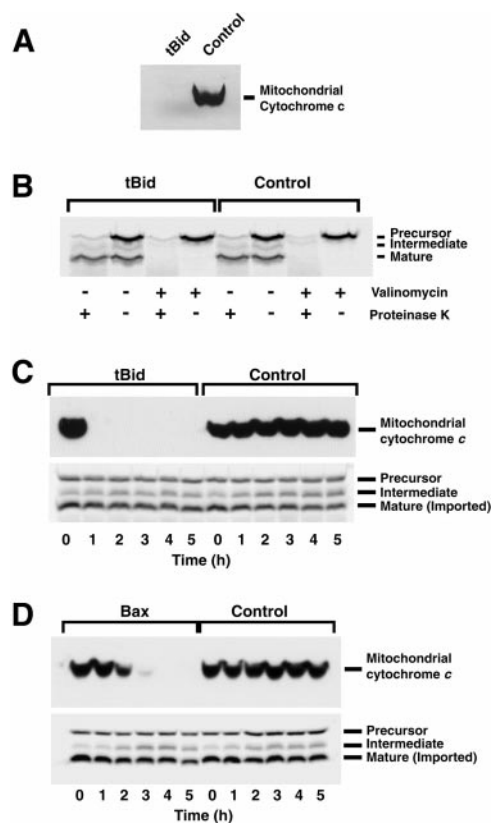 A
tBid Control
Mitochondrial
Cytochrome c
B
tBid Control
Precursor
Intermediate
Mature
- - + + - - + + Valinomycin
+ - + - + - + - Proteinase K
C
tBid Control
Mitochondrial
cytochrome c
Precursor
Intermediate
Mature (Imported)
0 1 2 3 4 5 0 1 2 3 4 5
Time (h)
D
Bax Control
Mitochondrial
cytochrome c
Precursor
Intermediate
Mature (Imported)
0 1 2 3 4 5 0 1 2 3 4 5
Time (h)